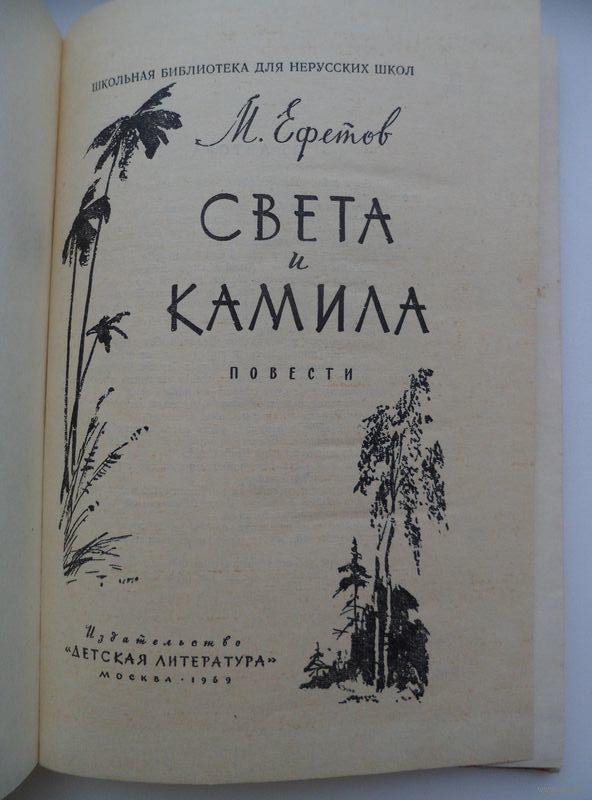 ШКОЛЬНАЯ БИБЛИОТЕКА ДЛЯ НЕРУССКИХ ШКОЛ
М. Ефетов
СВЕТА
и
КАМИЛА
ПОВЕСТИ
Издательство
"ДЕТСКАЯ ЛИТЕРАТУРА"
МОСКВА · 1969